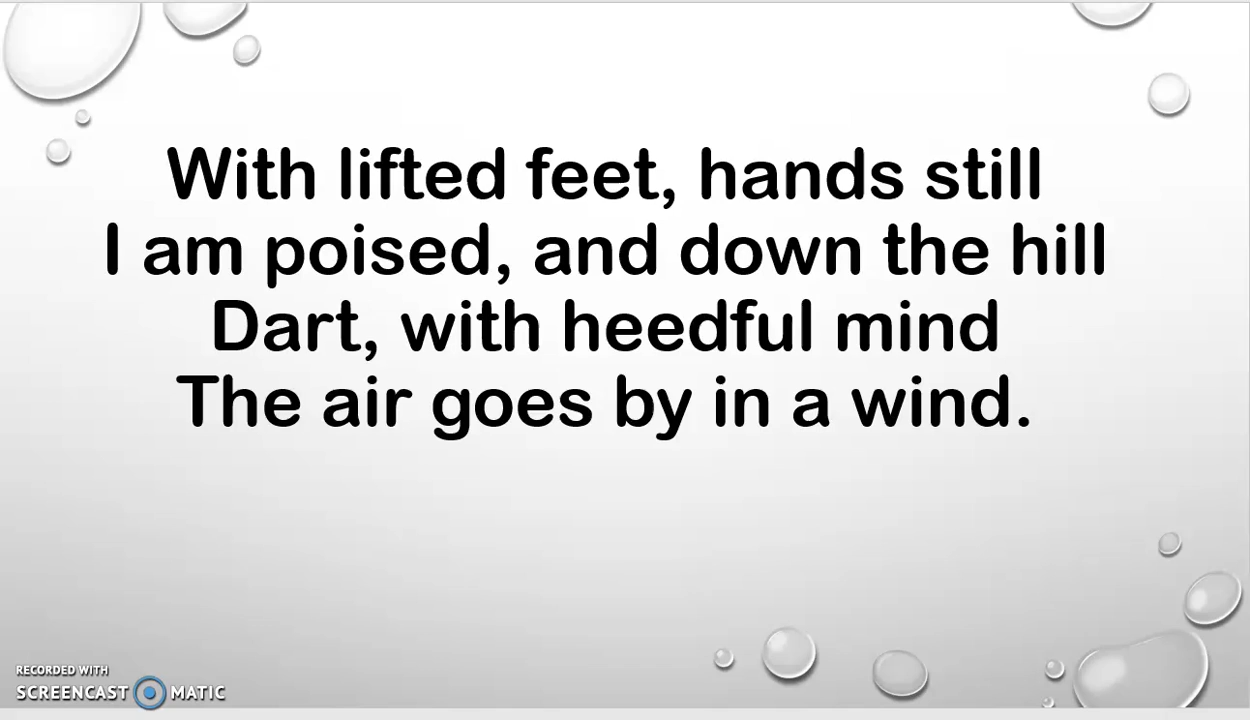 With lifted feet, hands still
I am poised, and down the hill
Dart, with heedful mind
The air goes by in a wind.
RECORDED WITH
SCREENCAST MATIC